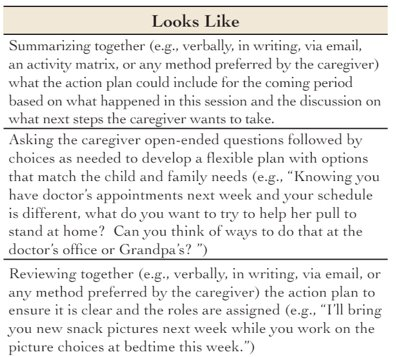 Looks Like
Summarizing together (e.g., verbally, in writing, via email,
an activity matrix, or any method preferred by the caregiver)
what the action plan could include for the coming period
based on what happened in this session and the discussion on
what next steps the caregiver wants to take.
Asking the caregiver open-ended questions followed by
choices as needed to develop a flexible plan with options
that match the child and family needs (e.g., “Knowing you
have doctor’s appointments next week and your schedule
is different, what do you want to try to help her pull to
stand at home?  Can you think of ways to do that at the
doctor’s office or Grandpa’s? ”)
Reviewing together (e.g., verbally, in writing, via email, or
any method preferred by the caregiver) the action plan to
ensure it is clear and the roles are assigned (e.g., “I’ll bring
you new snack pictures next week while you work on the
picture choices at bedtime this week.”)